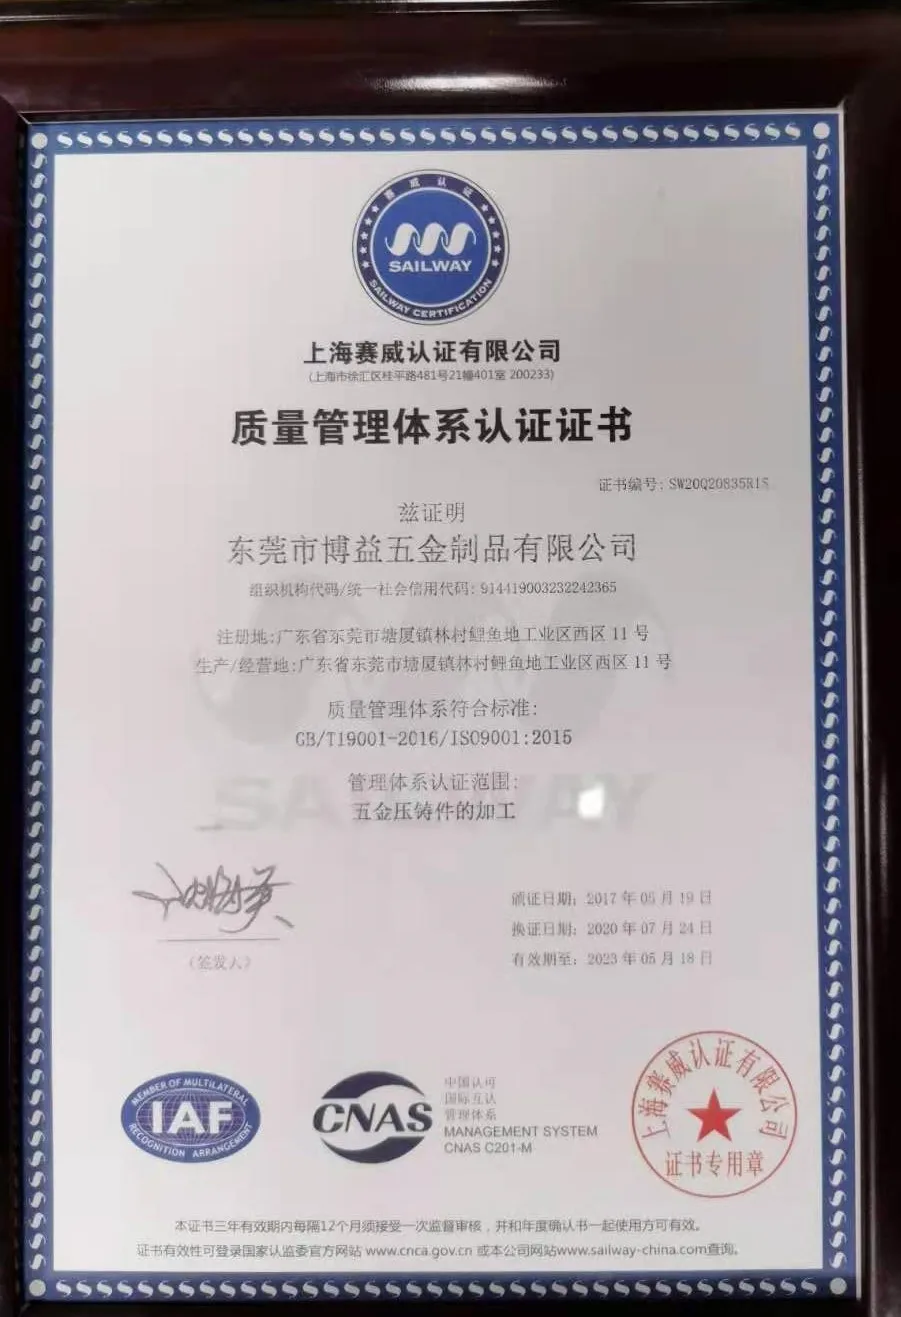 赛威认证
SAILWAY
SAILWAY CERTIFICATION
上海赛威认证有限公司
(上海市徐汇区桂平路481号21幢401室 200233)
质量管理体系认证证书
证书编号: SW20Q20835R1S
兹证明
东莞市博益五金制品有限公司
组织机构代码/统一社会信用代码: 914419003232242365
注册地:广东省东莞市塘厦镇林村鲤鱼地工业区西区 11 号
生产/经营地:广东省东莞市塘厦镇林村鲤鱼地工业区西区 11 号
质量管理体系符合标准:
GB/T19001-2016/ISO9001:2015
管理体系认证范围:
五金压铸件的加工
SAILWAY
(签发人)
颁证日期: 2017 年 05 月 19 日
换证日期: 2020 年 07 月 24 日
有效期至: 2023 年 05 月 18 日
MEMBER OF MULTILATERAL
IAF
RECOGNITION ARRANGEMENT
CNAS
中国认可
国际互认
管理体系
MANAGEMENT SYSTEM
CNAS C201-M
上海赛威认证有限公司
证书专用章
本证书三年有效期内每隔12个月须接受一次监督审核，并和年度确认书一起使用方可有效。
证书有效性可登录国家认监委官方网站 www.cnca.gov.cn 或本公司网站www.sailway-china.com查询。